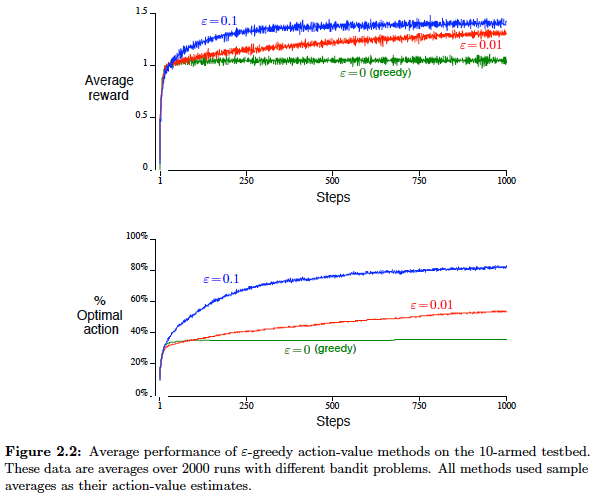 1.5
ε=0.1
1
ε=0.01
ε=0 (greedy)
Average
reward
0.5
0
1
250
500
750
1000
Steps
100%
80%
ε=0.1
60%
%
Optimal
action
ε=0.01
40%
ε=0 (greedy)
20%
0%
1
250
500
750
1000
Steps
Figure 2.2: Average performance of ε-greedy action-value methods on the 10-armed testbed.
These data are averages over 2000 runs with different bandit problems. All methods used sample
averages as their action-value estimates.